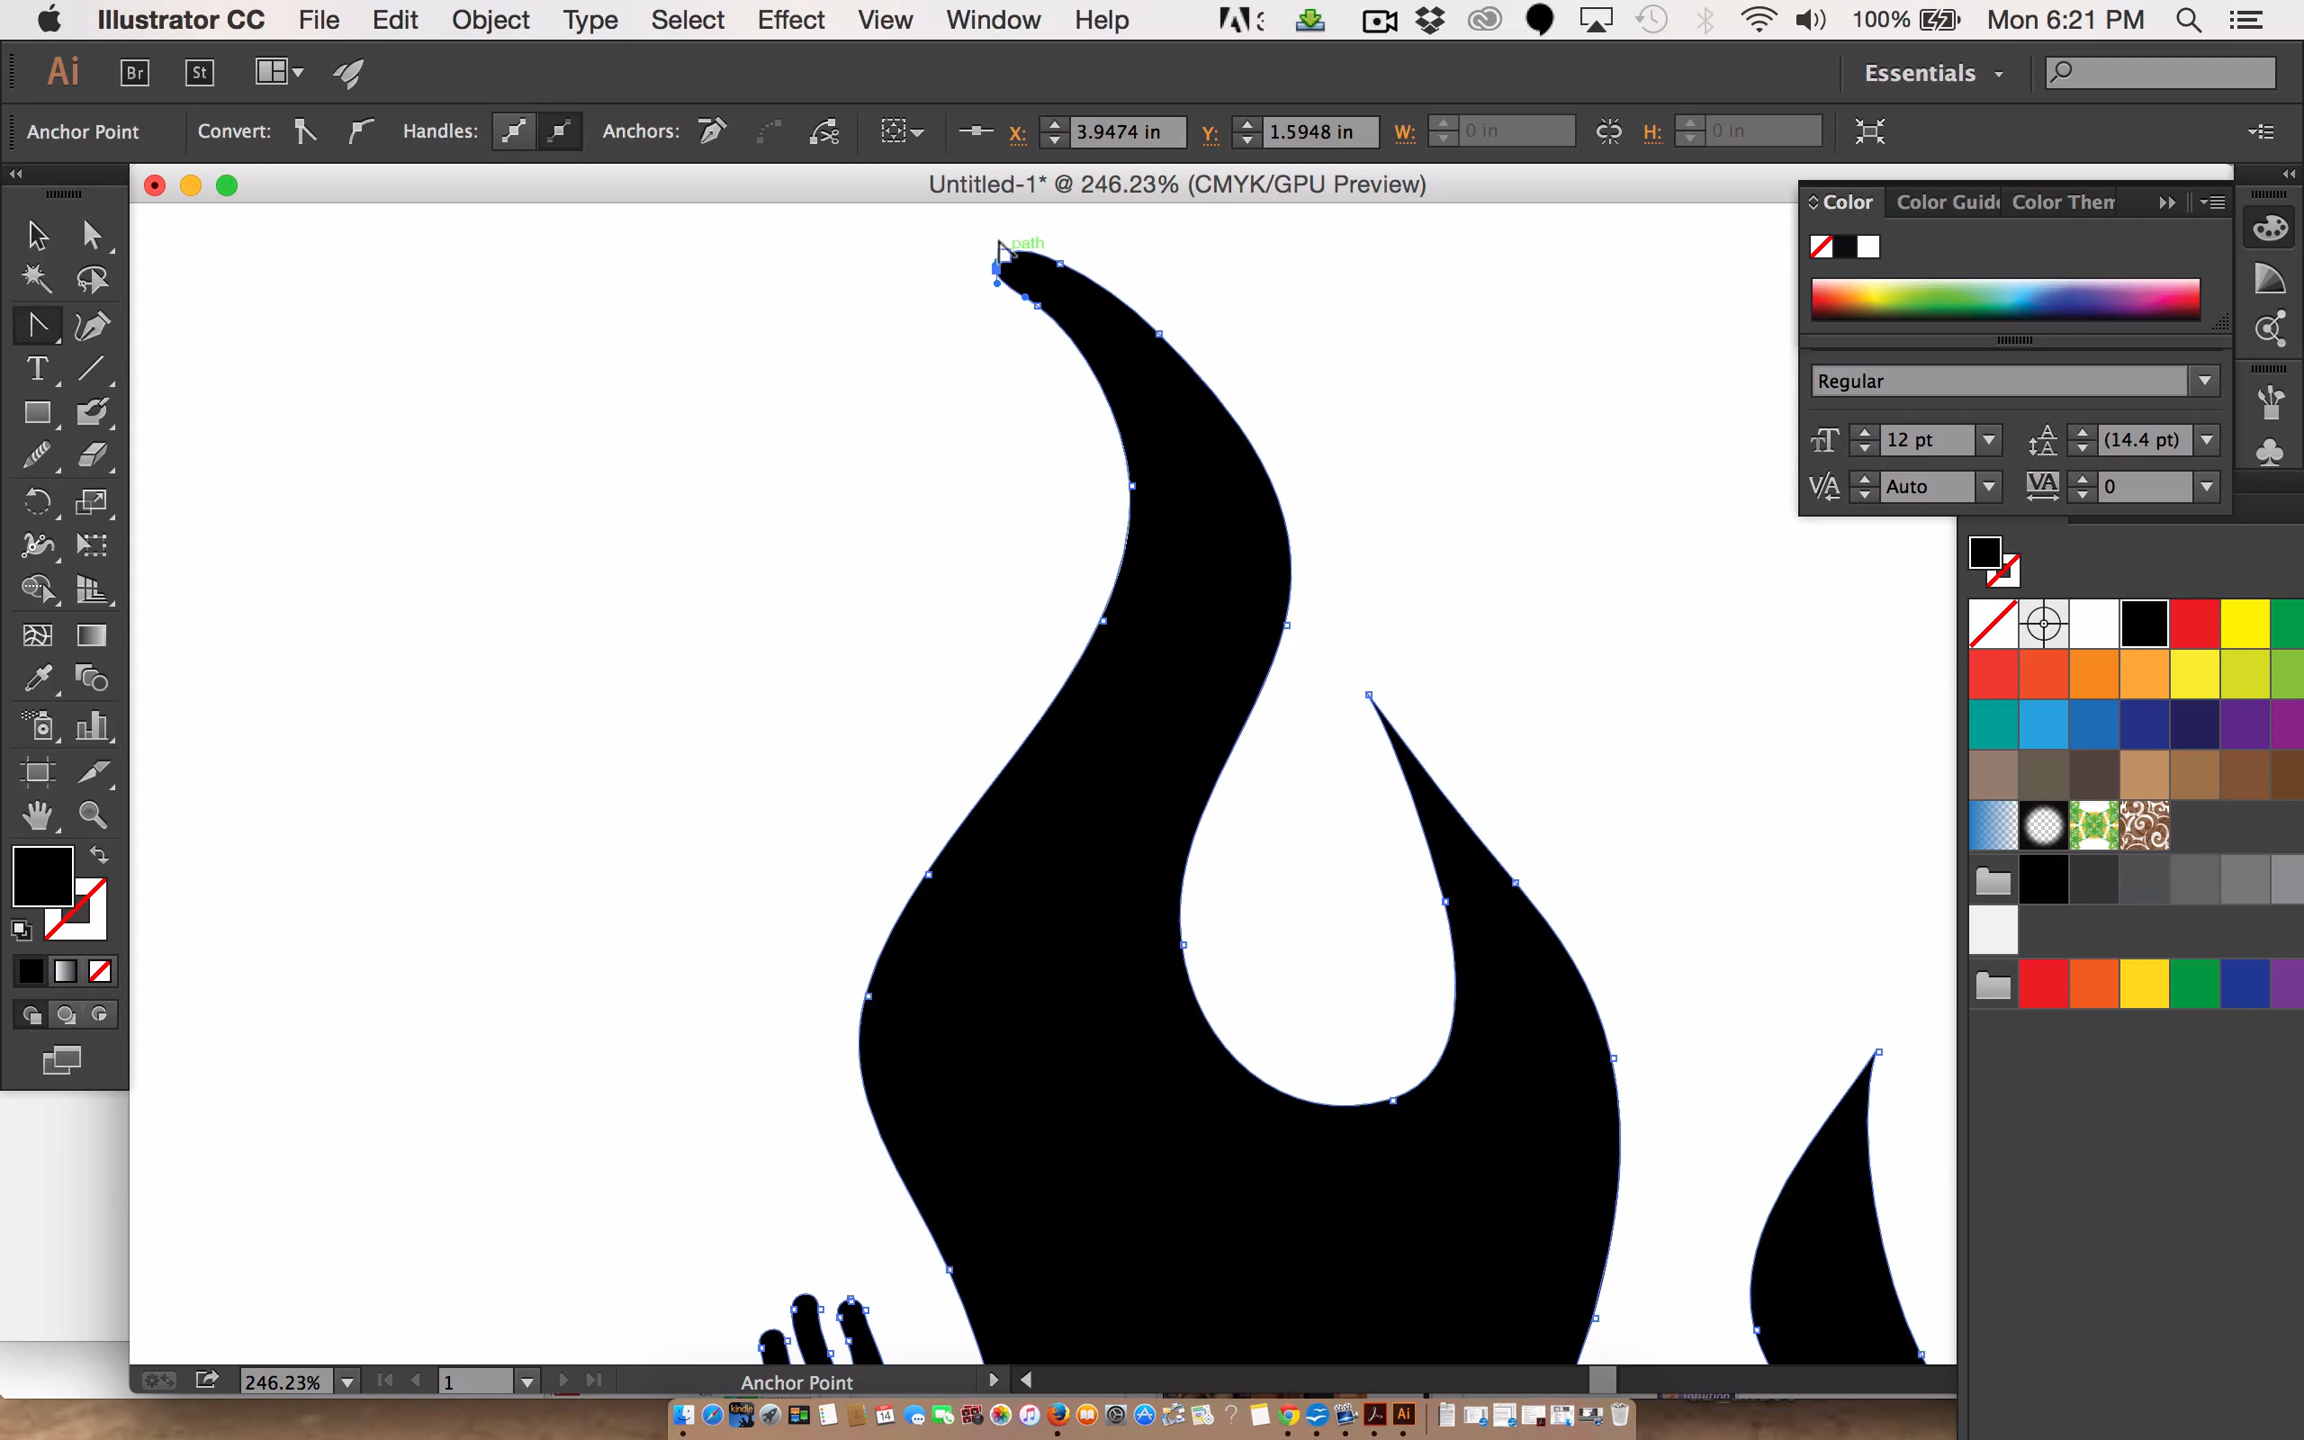 Illustrator CC File Edit Object Type Select Effect View Window Help 100% Mon 6:21 PM
Ai Br St Essentials
Anchor Point Convert: Handles: Anchors: X: 3.9474 in Y: 1.5948 in W: 0 in H: 0 in
Untitled-1* @ 246.23% (CMYK/GPU Preview)
Color Color Guid Color Them
path
Regular
12 pt (14.4 pt)
Auto 0
246.23% 1 Anchor Point